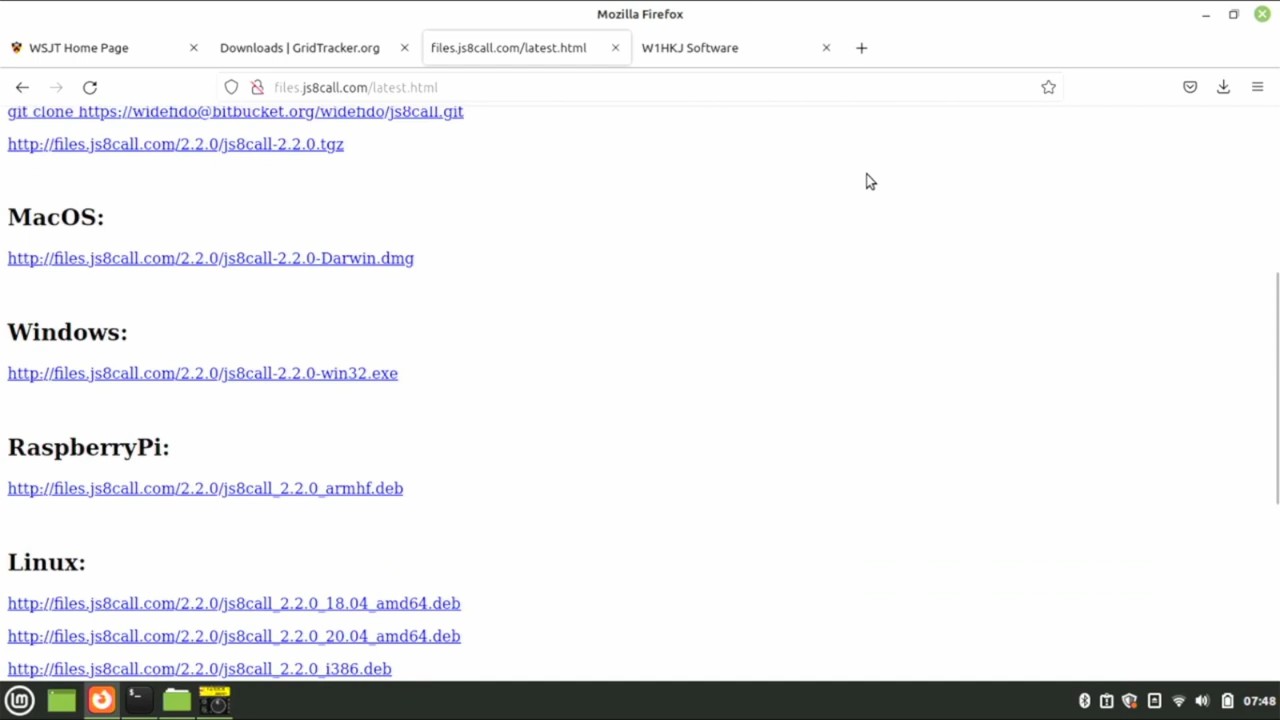 Mozilla Firefox
WSJT Home Page
Downloads | GridTracker.org
files.js8call.com/latest.html
W1HKJ Software
files.js8call.com/latest.html
git clone https://widefido@bitbucket.org/widefido/js8call.git
http://files.js8call.com/2.2.0/js8call-2.2.0.tgz
MacOS:
http://files.js8call.com/2.2.0/js8call-2.2.0-Darwin.dmg
Windows:
http://files.js8call.com/2.2.0/js8call-2.2.0-win32.exe
RaspberryPi:
http://files.js8call.com/2.2.0/js8call_2.2.0_armhf.deb
Linux:
http://files.js8call.com/2.2.0/js8call_2.2.0_18.04_amd64.deb
http://files.js8call.com/2.2.0/js8call_2.2.0_20.04_amd64.deb
http://files.js8call.com/2.2.0/js8call_2.2.0_i386.deb
07:48